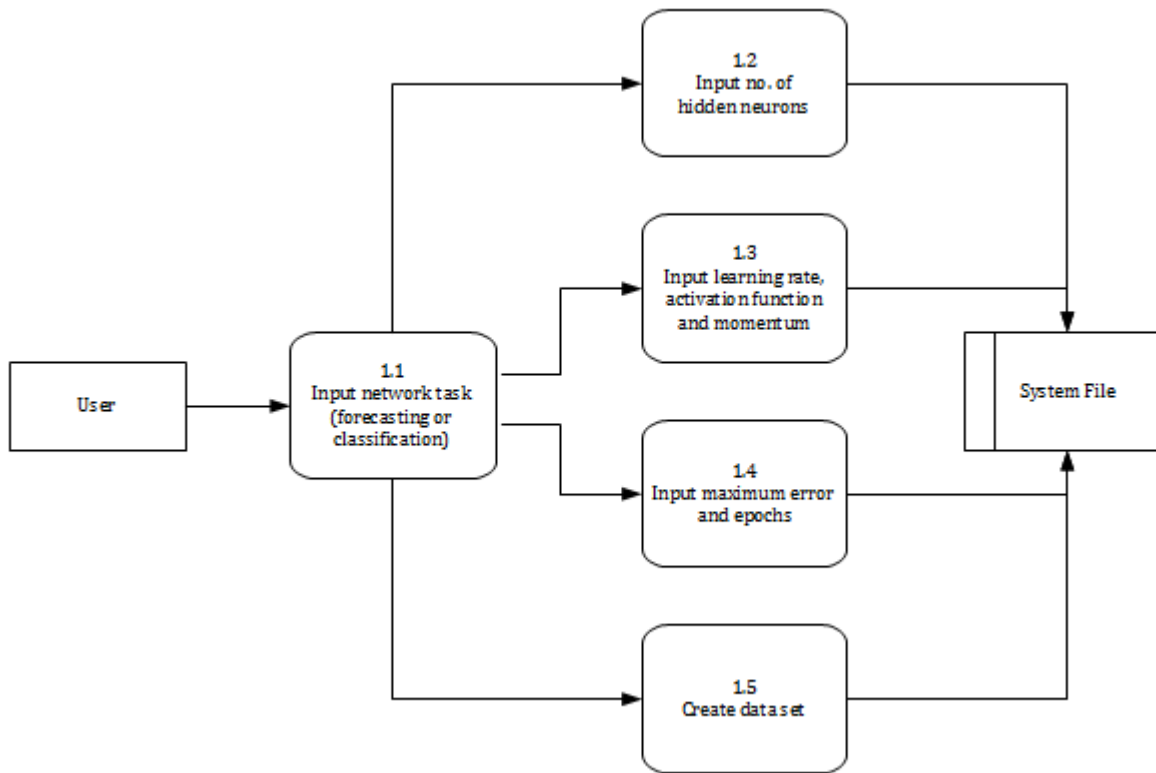 1.2
Input no. of
hidden neurons
1.3
Input learning rate,
activation function
and momentum
1.1
Input network task
(forecasting or
classification)
User
System File
1.4
Input maximum error
and epochs
1.5
Create data set